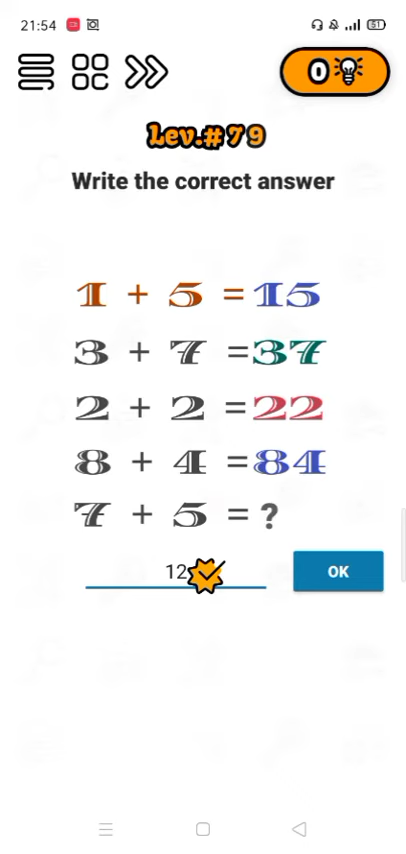 21:54
51
0
Lev.#79
Write the correct answer
1 + 5 = 15
3 + 7 = 37
2 + 2 = 22
8 + 4 = 84
7 + 5 = ?
12
OK